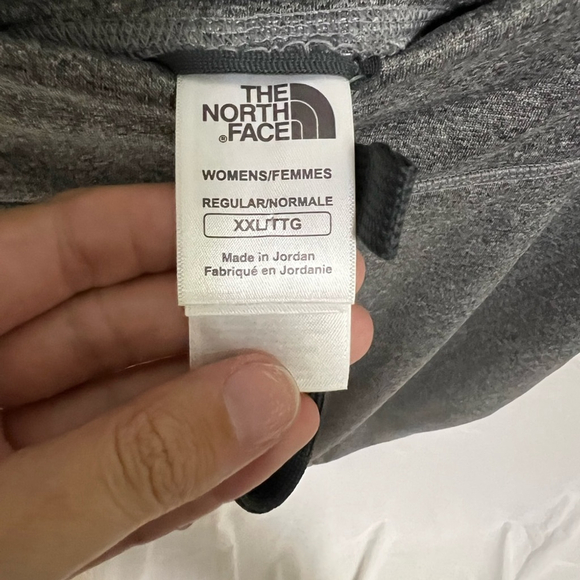 THE
NORTH
FACE®
WOMENS/FEMMES
REGULAR/NORMALE
XXL/TTG
Made in Jordan
Fabriqué en Jordanie